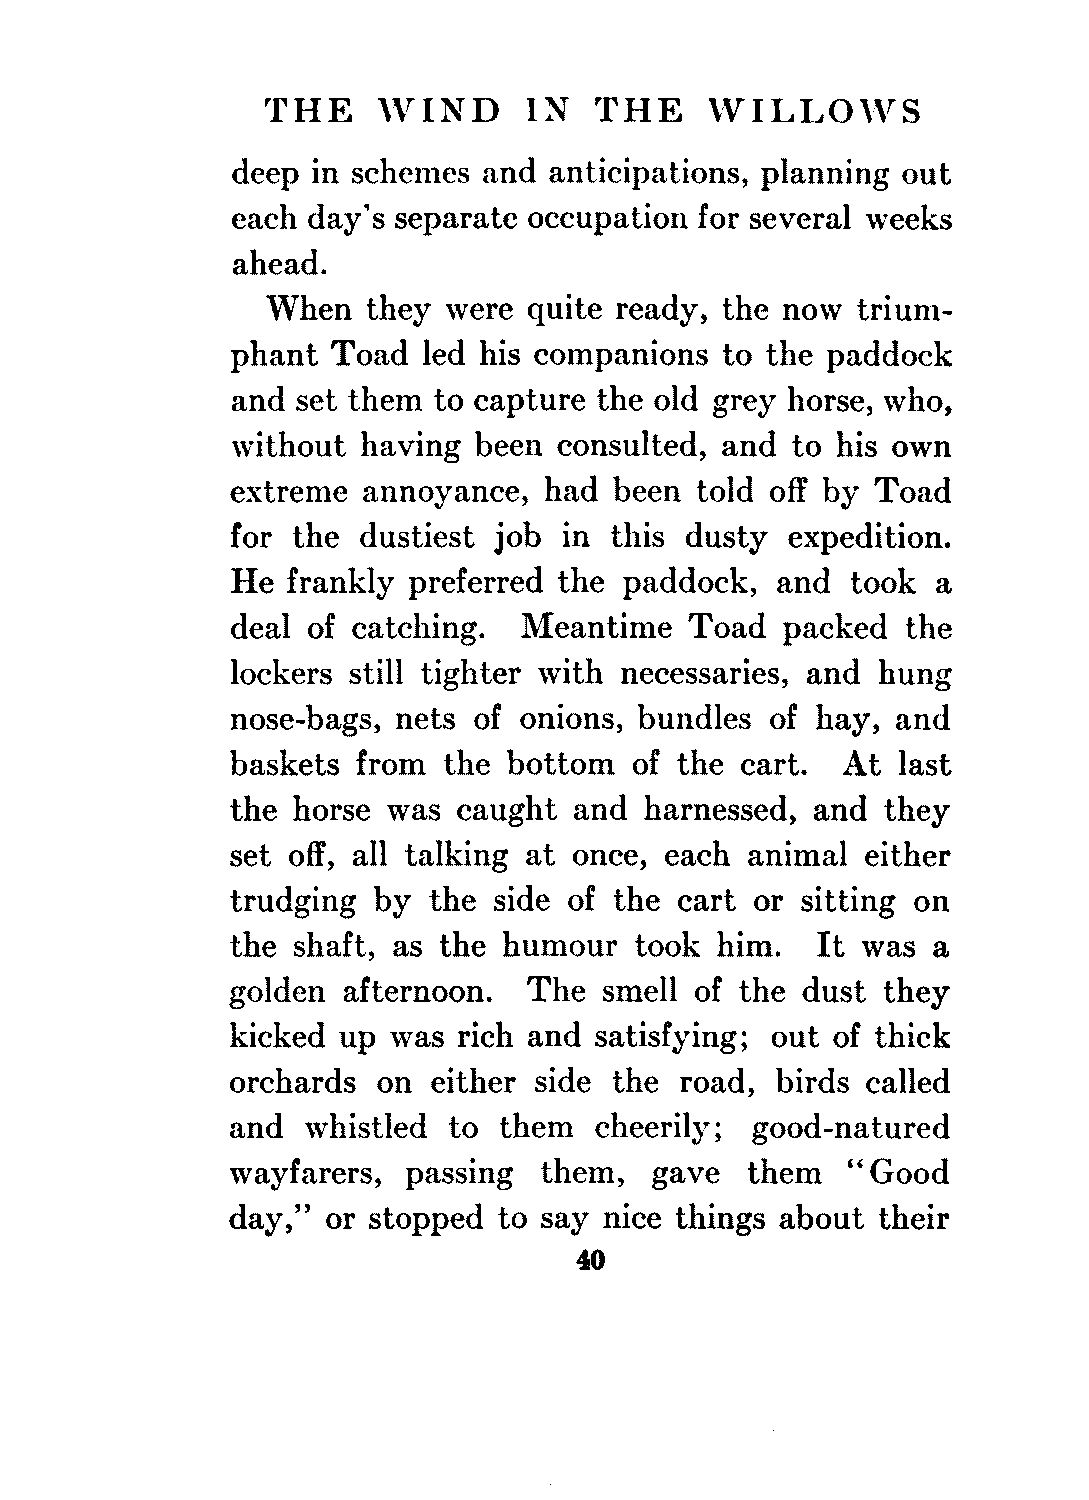 THE WIND IN THE WILLOWS
deep in schemes and anticipations, planning out
each day's separate occupation for several weeks
ahead.
When they were quite ready, the now trium-
phant Toad led his companions to the paddock
and set them to capture the old grey horse, who,
without having been consulted, and to his own
extreme annoyance, had been told off by Toad
for the dustiest job in this dusty expedition.
He frankly preferred the paddock, and took a
deal of catching. Meantime Toad packed the
lockers still tighter with necessaries, and hung
nose-bags, nets of onions, bundles of hay, and
baskets from the bottom of the cart. At last
the horse was caught and harnessed, and they
set off, all talking at once, each animal either
trudging by the side of the cart or sitting on
the shaft, as the humour took him. It was a
golden afternoon. The smell of the dust they
kicked up was rich and satisfying; out of thick
orchards on either side the road, birds called
and whistled to them cheerily; good-natured
wayfarers, passing them, gave them "Good
day," or stopped to say nice things about their
40